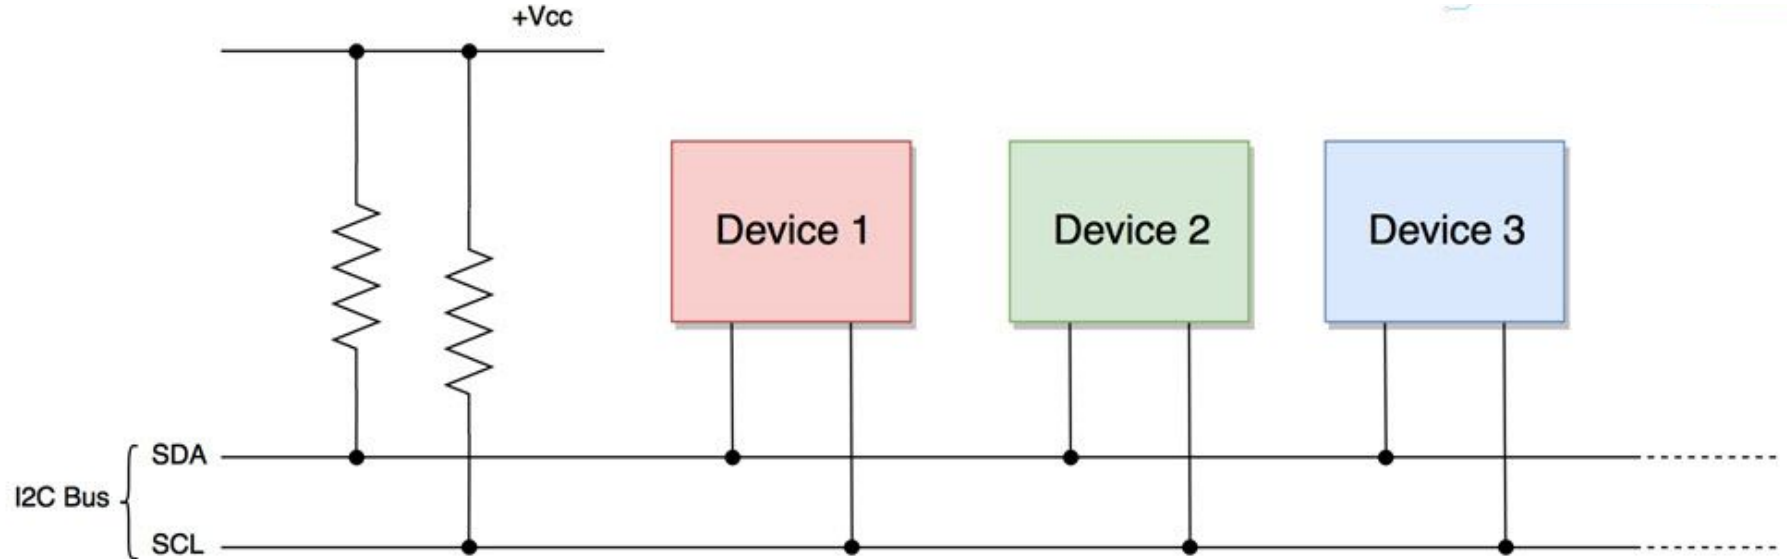 +Vcc
Device 1
Device 2
Device 3
SDA
I2C Bus
SCL